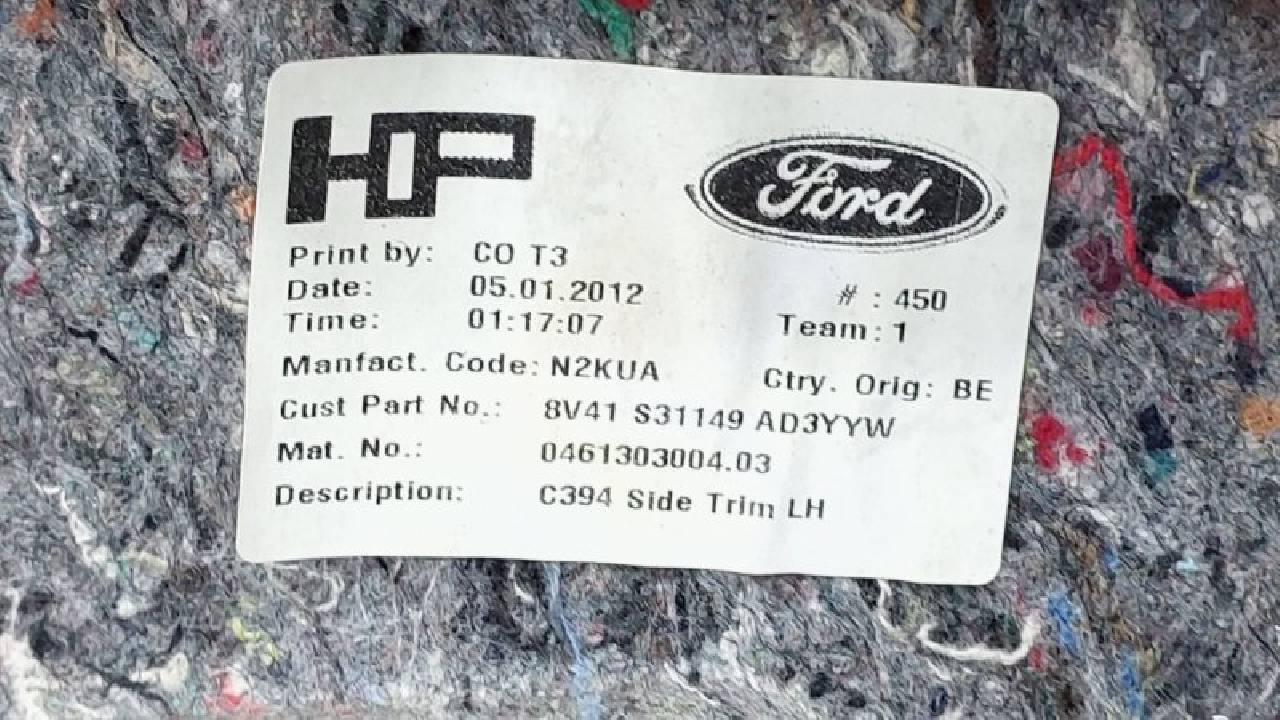 HP
Ford
Print by: CO T3
Date: 05.01.2012
# : 450
Time: 01:17:07
Team: 1
Manfact. Code: N2KUA
Ctry. Orig: BE
Cust Part No.: 8V41 S31149 AD3YYW
Mat. No.: 0461303004.03
Description: C394 Side Trim LH